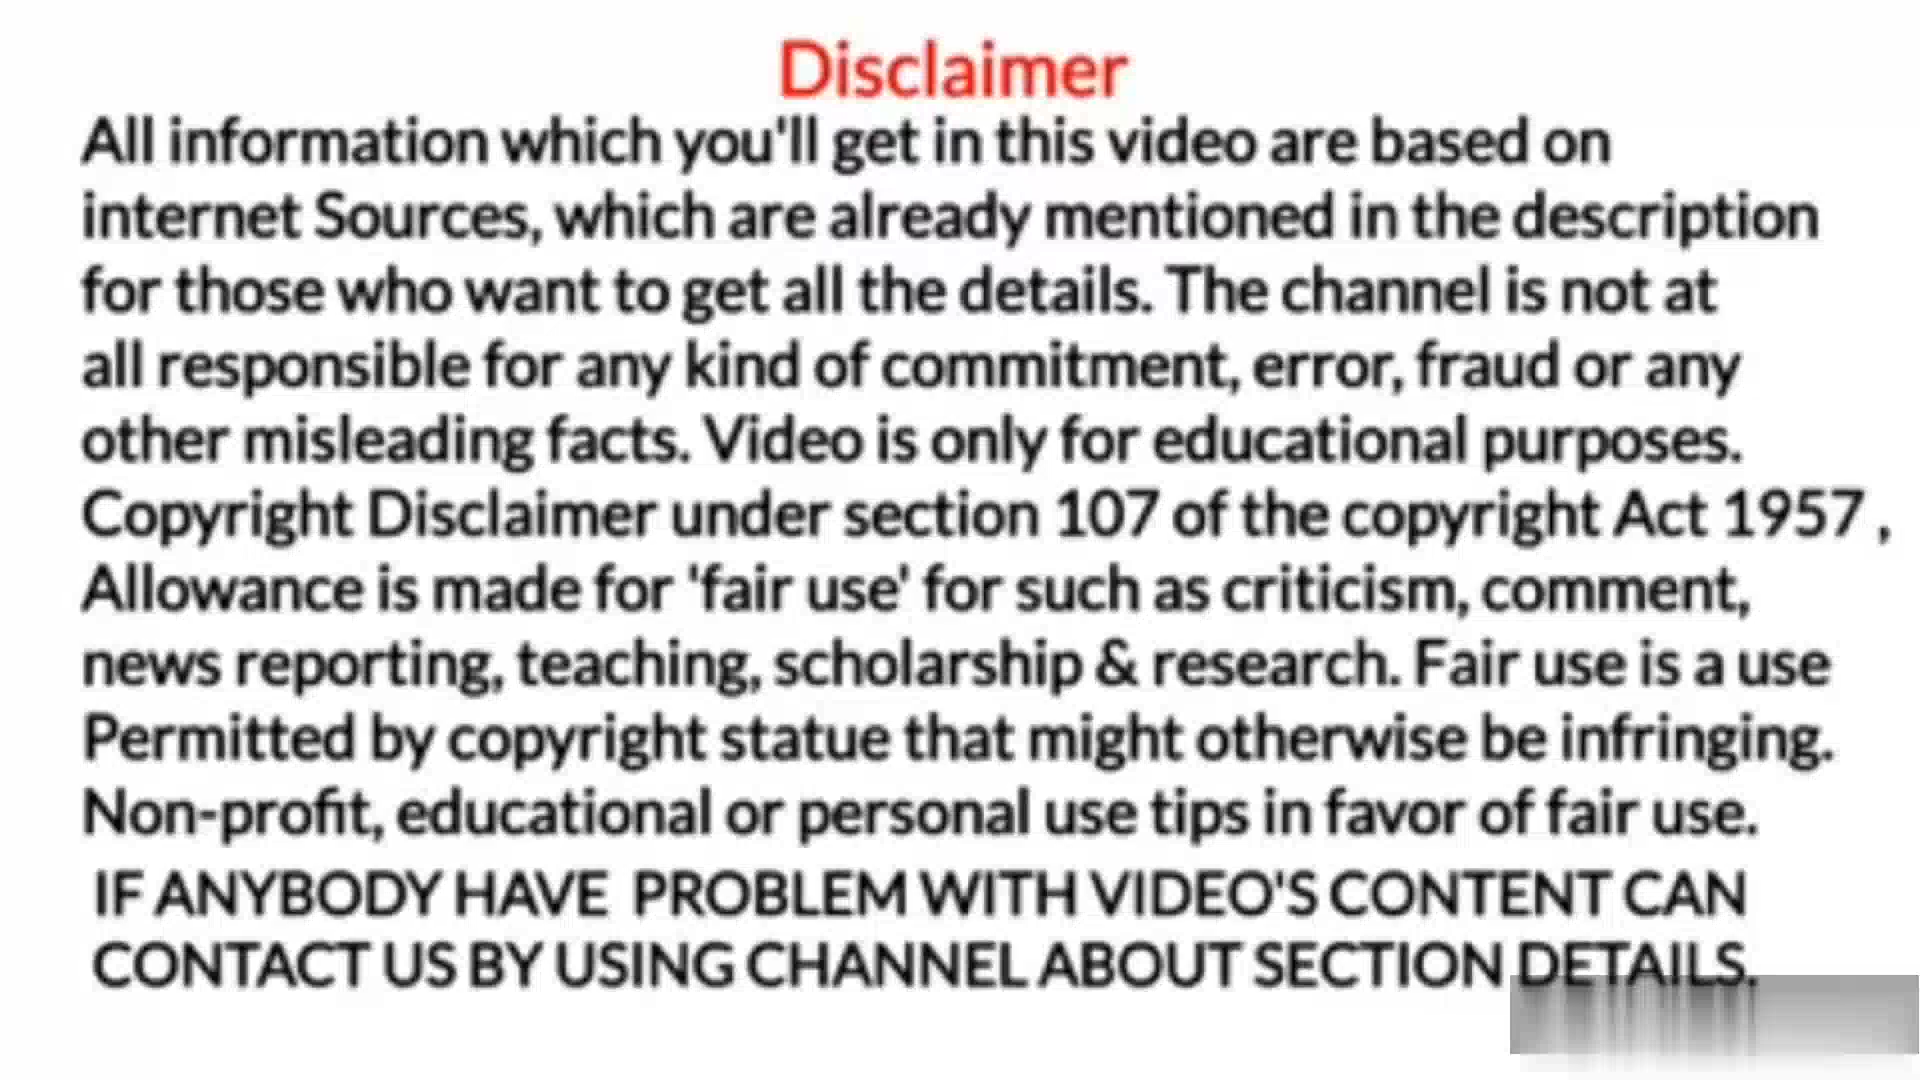 Disclaimer
All information which you'll get in this video are based on
internet Sources, which are already mentioned in the description
for those who want to get all the details. The channel is not at
all responsible for any kind of commitment, error, fraud or any
other misleading facts. Video is only for educational purposes.
Copyright Disclaimer under section 107 of the copyright Act 1957 ,
Allowance is made for 'fair use' for such as criticism, comment,
news reporting, teaching, scholarship & research. Fair use is a use
Permitted by copyright statue that might otherwise be infringing.
Non-profit, educational or personal use tips in favor of fair use.
IF ANYBODY HAVE PROBLEM WITH VIDEO'S CONTENT CAN
CONTACT US BY USING CHANNEL ABOUT SECTION DETAILS.